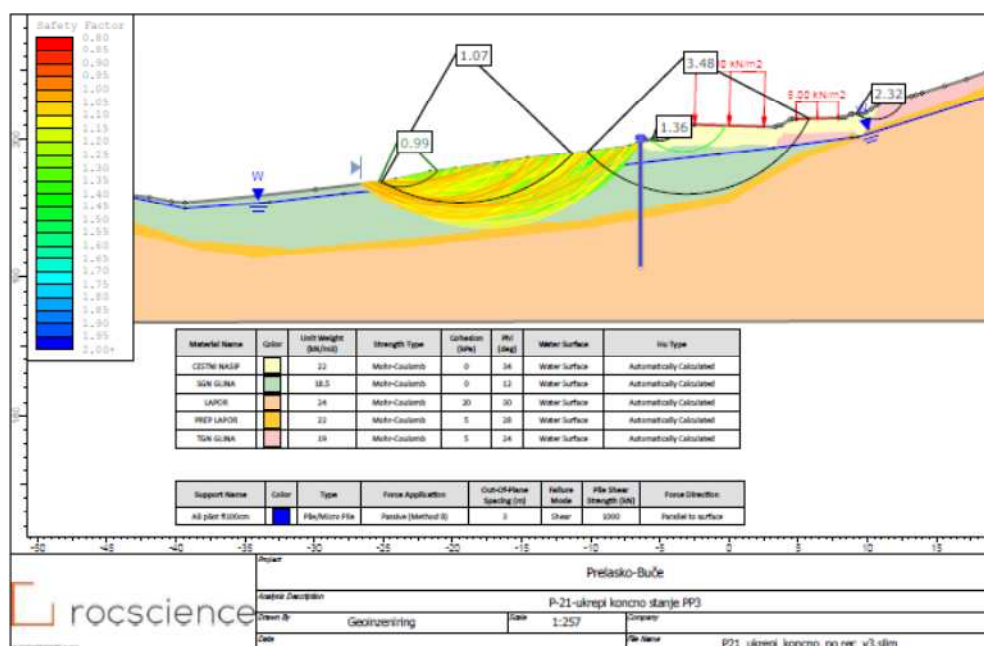 Safety Factor
0.80
0.85
0.90
0.95
1.00
1.05
1.10
1.15
1.20
1.25
1.30
1.35
1.40
1.45
1.50
1.55
1.60
1.65
1.70
1.75
1.80
1.85
1.90
1.95
2.00+
1.07
3.48
0 kN/m2
5.00 kN/m2
2.32
1.36
0.99
W
Material Name Color Unit Weight (kN/m3) Strength Type Cohesion (kPa) Phi (deg) Water Surface Hu Type
CESTNI NASIP 22 Mohr-Coulomb 0 34 Water Surface Automatically Calculated
SGN GLINA 18.5 Mohr-Coulomb 0 12 Water Surface Automatically Calculated
LAPOR 24 Mohr-Coulomb 20 30 Water Surface Automatically Calculated
PREP LAPOR 22 Mohr-Coulomb 5 28 Water Surface Automatically Calculated
TGN GLINA 19 Mohr-Coulomb 5 24 Water Surface Automatically Calculated
Support Name Color Type Force Application Out-Of-Plane Spacing (m) Failure Mode Pile Shear Strength (kN) Force Direction
AB pilot fi100cm Pile/Micro Pile Passive (Method B) 3 Shear 1000 Parallel to surface
-35 -30 -25 -20 -15 -10 -5 0 5 10 15
rocscience
Project
Prelasko-Buče
Analysis Description
P-21-ukrepi koncno stanje PP3
Drawn By
Geoinzeniring
Scale
1:257
Company
Date
File Name
P21_ukrepi_koncno_no rec_v3.slim